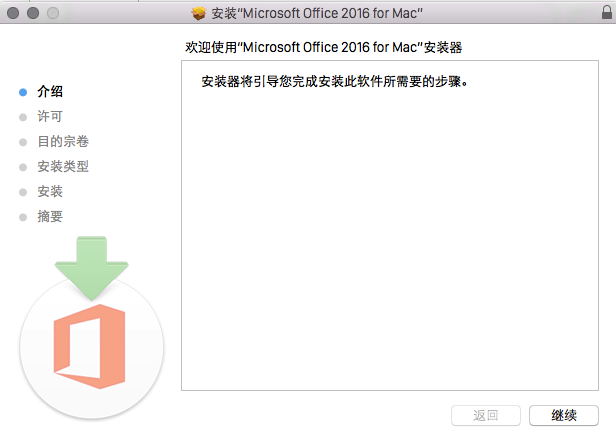 安装“Microsoft Office 2016 for Mac”
欢迎使用“Microsoft Office 2016 for Mac”安装器
介绍
许可
目的宗卷
安装类型
安装
摘要
安装器将引导您完成安装此软件所需要的步骤。
返回
继续